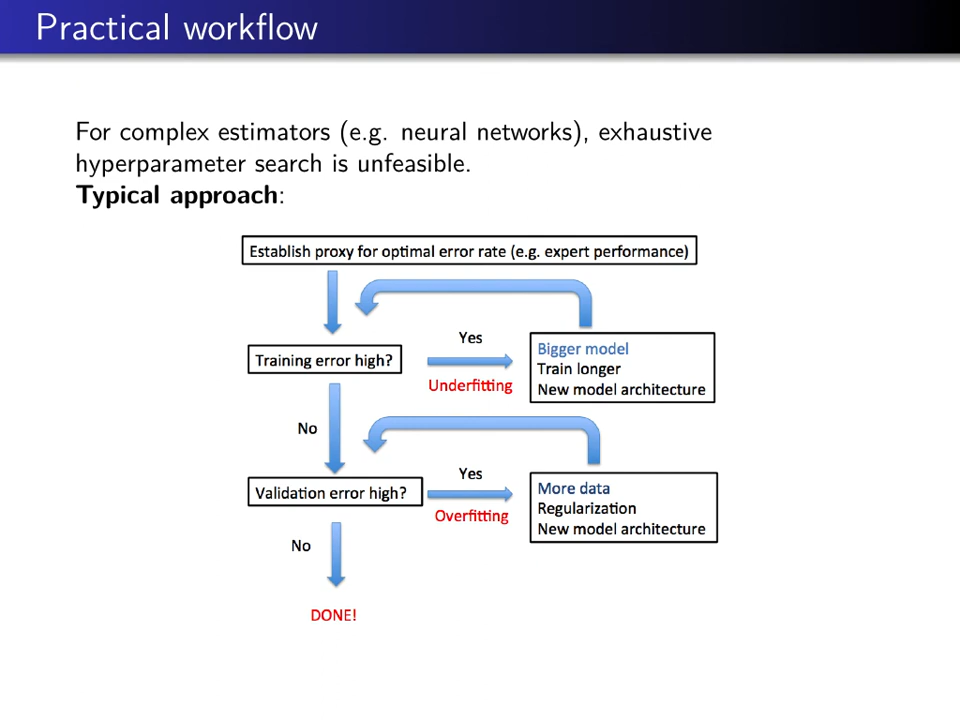 Practical workflow
For complex estimators (e.g. neural networks), exhaustive
hyperparameter search is unfeasible.
Typical approach:
Establish proxy for optimal error rate (e.g. expert performance)
Training error high?
Yes
Underfitting
Bigger model
Train longer
New model architecture
No
Validation error high?
Yes
Overfitting
More data
Regularization
New model architecture
No
DONE!